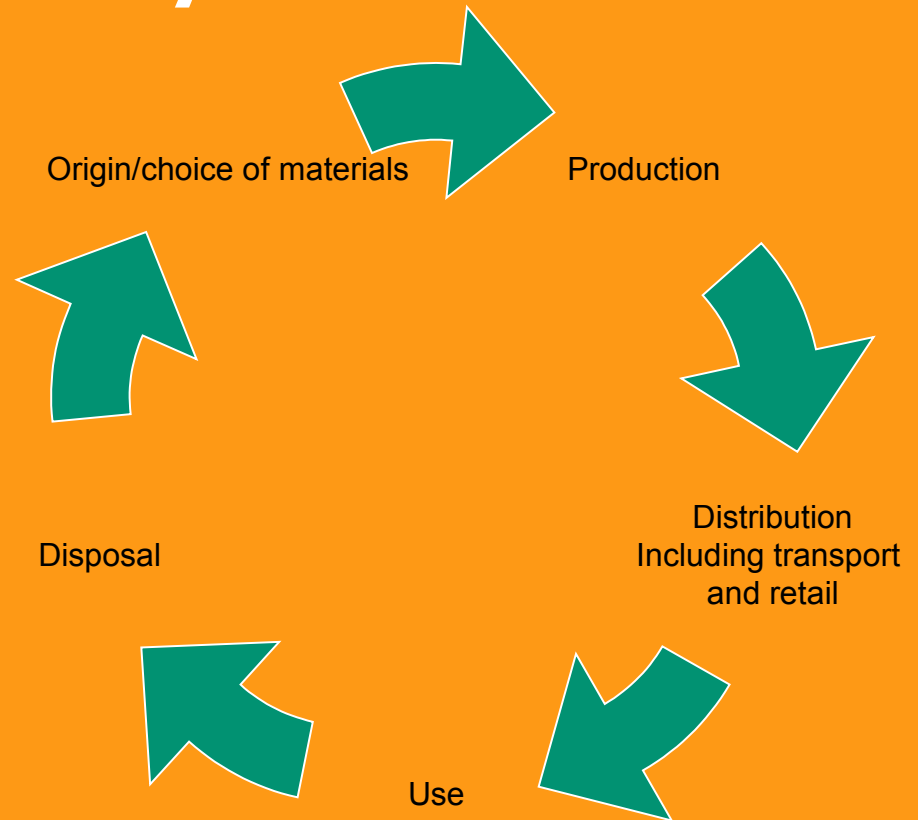 Origin/choice of materials
Production
Distribution
Including transport
and retail
Use
Disposal